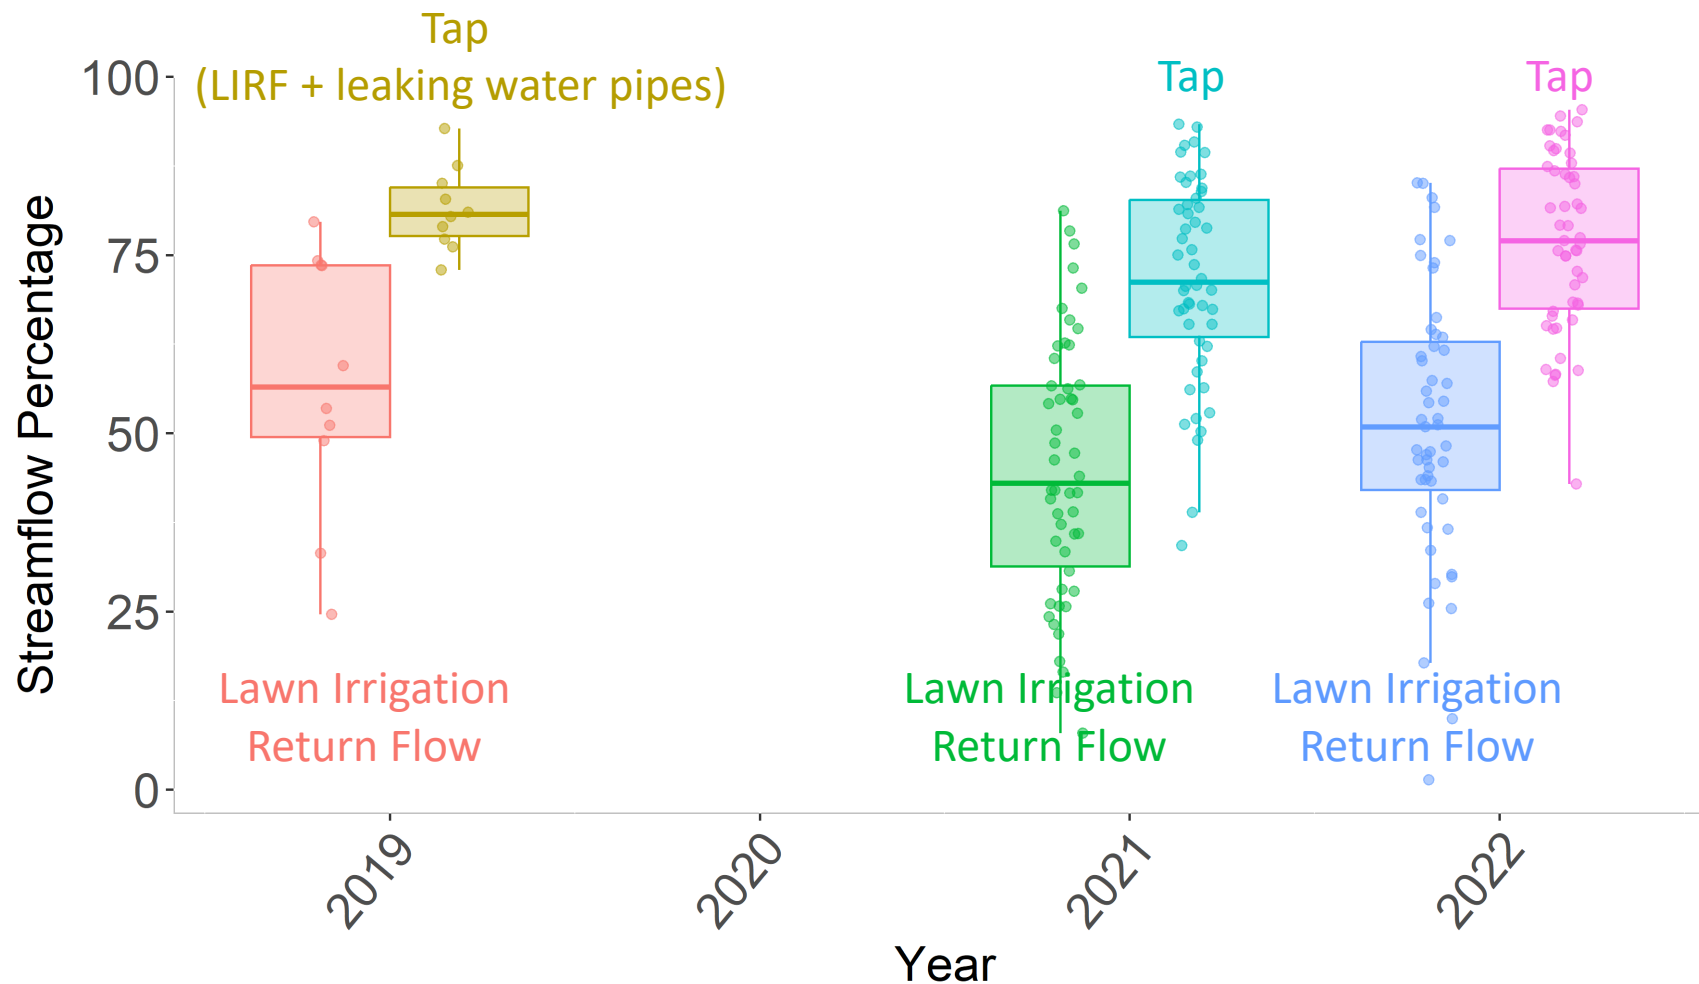 Tap
(LIRF + leaking water pipes)
Tap
Tap
100
75
50
25
0
Streamflow Percentage
Lawn Irrigation
Return Flow
Lawn Irrigation
Return Flow
Lawn Irrigation
Return Flow
2019
2020
2021
2022
Year